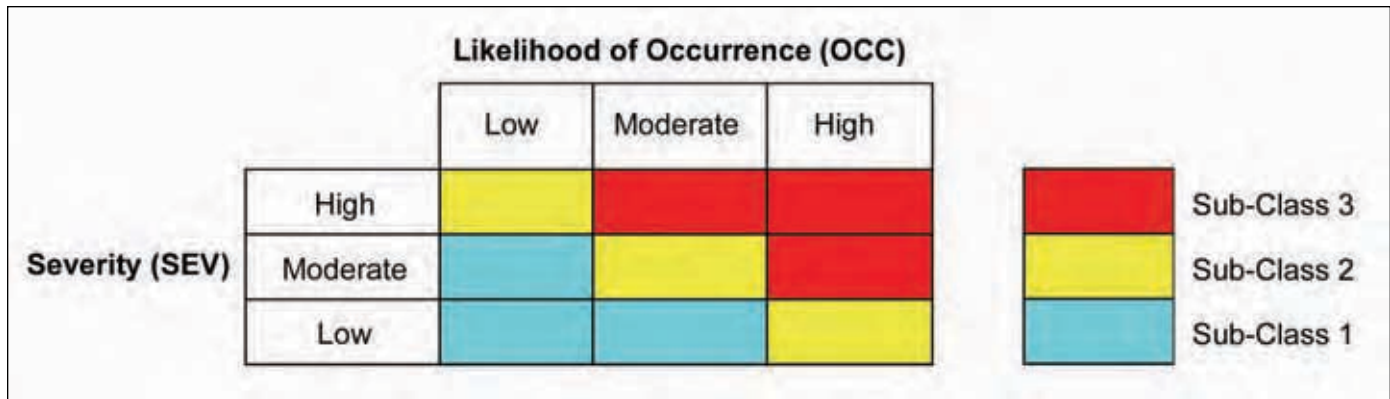 Likelihood of Occurrence (OCC)
Low Moderate High
High
Sub-Class 3
Severity (SEV) Moderate
Sub-Class 2
Low
Sub-Class 1